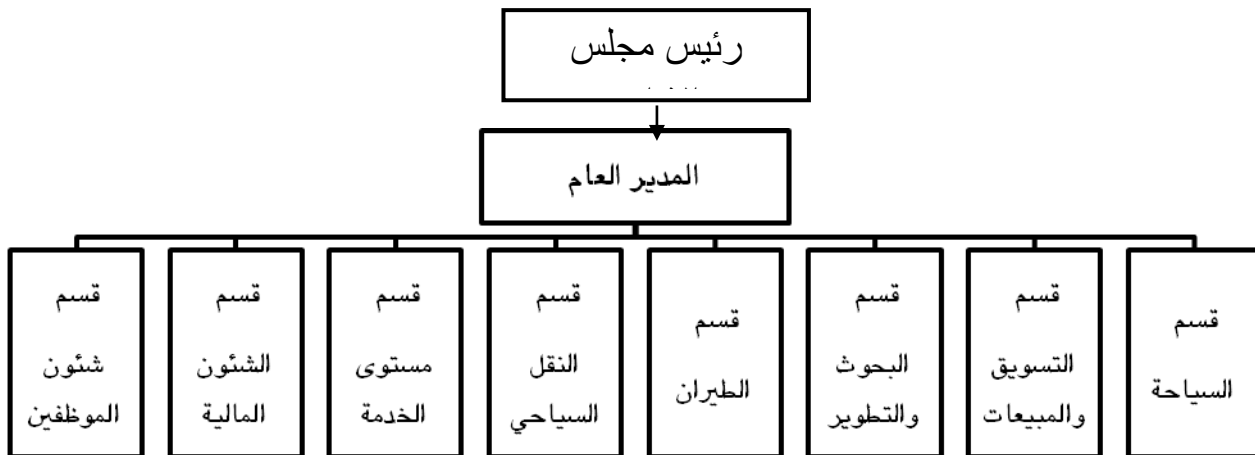 رئيس مجلس
المدير العام
قسم
السياحة
قسم
التسويق
والمبيعات
قسم
البحوث
والتطوير
قسم
الطيران
قسم
النقل
السياحي
قسم
مستوى
الخدمة
قسم
الشئون
المالية
قسم
شئون
الموظفين